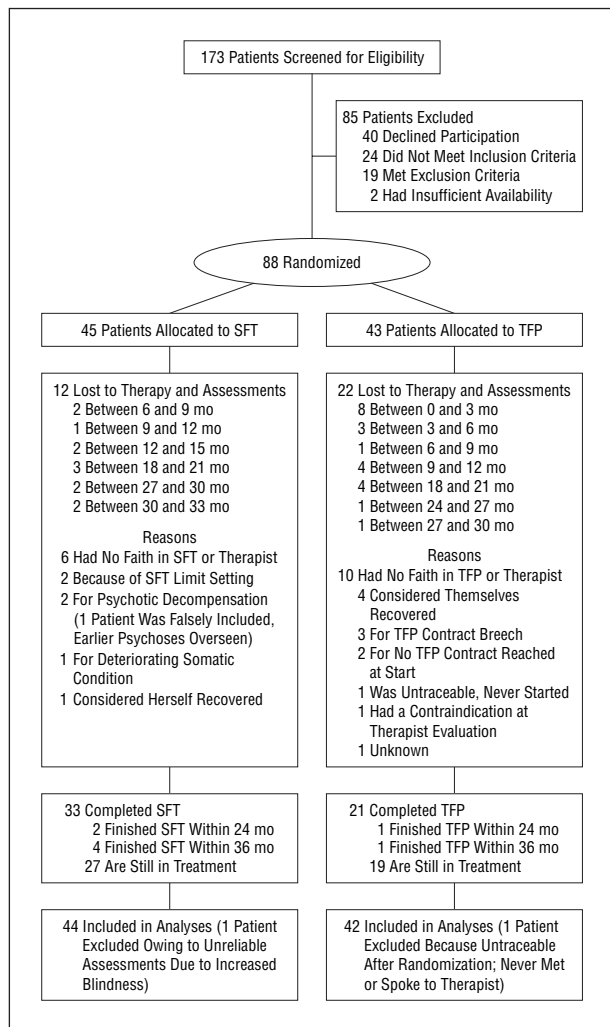 173 Patients Screened for Eligibility
85 Patients Excluded
40 Declined Participation
24 Did Not Meet Inclusion Criteria
19 Met Exclusion Criteria
2 Had Insufficient Availability
88 Randomized
45 Patients Allocated to SFT
12 Lost to Therapy and Assessments
2 Between 6 and 9 mo
1 Between 9 and 12 mo
2 Between 12 and 15 mo
3 Between 18 and 21 mo
2 Between 27 and 30 mo
2 Between 30 and 33 mo
Reasons
6 Had No Faith in SFT or Therapist
2 Because of SFT Limit Setting
2 For Psychotic Decompensation
(1 Patient Was Falsely Included,
Earlier Psychoses Overseen)
1 For Deteriorating Somatic
Condition
1 Considered Herself Recovered
33 Completed SFT
2 Finished SFT Within 24 mo
4 Finished SFT Within 36 mo
27 Are Still in Treatment
44 Included in Analyses (1 Patient
Excluded Owing to Unreliable
Assessments Due to Increased
Blindness)
43 Patients Allocated to TFP
22 Lost to Therapy and Assessments
8 Between 0 and 3 mo
3 Between 3 and 6 mo
1 Between 6 and 9 mo
4 Between 9 and 12 mo
4 Between 18 and 21 mo
1 Between 24 and 27 mo
1 Between 27 and 30 mo
Reasons
10 Had No Faith in TFP or Therapist
4 Considered Themselves
Recovered
3 For TFP Contract Breech
2 For No TFP Contract Reached
at Start
1 Was Untraceable, Never Started
1 Had a Contraindication at
Therapist Evaluation
1 Unknown
21 Completed TFP
1 Finished TFP Within 24 mo
1 Finished TFP Within 36 mo
19 Are Still in Treatment
42 Included in Analyses (1 Patient
Excluded Because Untraceable
After Randomization; Never Met
or Spoke to Therapist)